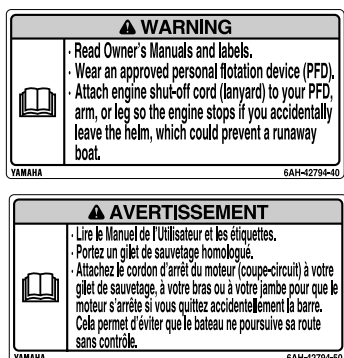 WARNING
· Read Owner's Manuals and labels.
· Wear an approved personal flotation device (PFD).
· Attach engine shut-off cord (lanyard) to your PFD,
arm, or leg so the engine stops if you accidentally
leave the helm, which could prevent a runaway
boat.
YAMAHA 6AH-42794-40
AVERTISSEMENT
· Lire le Manuel de l'Utilisateur et les étiquettes.
· Portez un gilet de sauvetage homologué.
· Attachez le cordon d'arrêt du moteur (coupe-circuit) à votre
gilet de sauvetage, à votre bras ou à votre jambe pour que le
moteur s'arrête si vous quittez accidentellement la barre.
Cela permet d'éviter que le bateau ne poursuive sa route
sans contrôle.
YAMAHA 6AH-42794-50